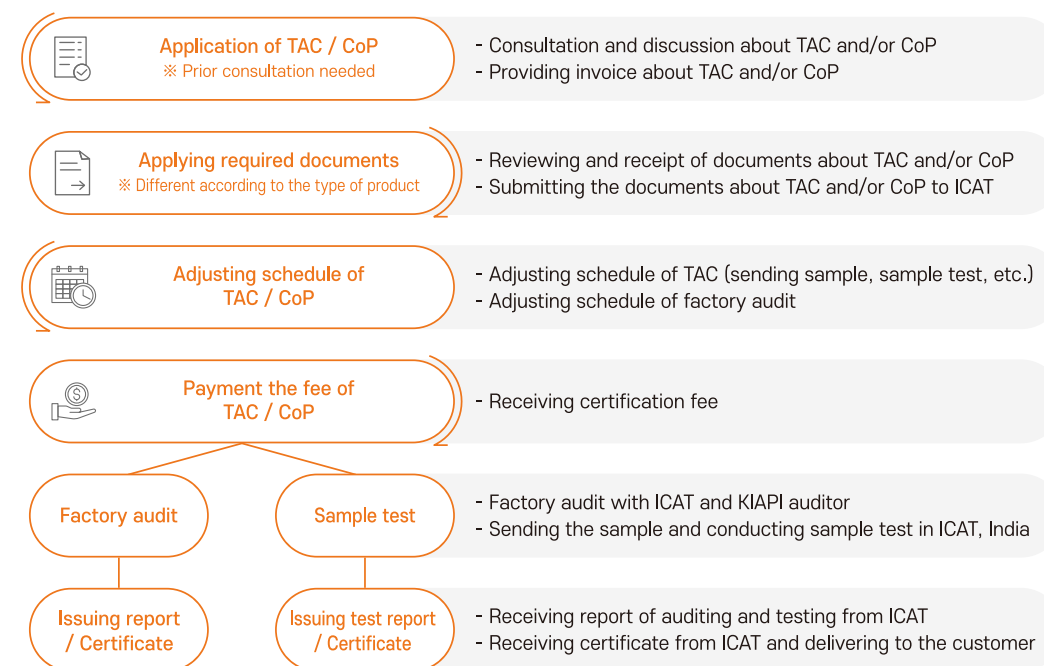 Application of TAC / CoP
※ Prior consultation needed
- Consultation and discussion about TAC and/or CoP
- Providing invoice about TAC and/or CoP
Applying required documents
※ Different according to the type of product
- Reviewing and receipt of documents about TAC and/or CoP
- Submitting the documents about TAC and/or CoP to ICAT
Adjusting schedule of
TAC / CoP
- Adjusting schedule of TAC (sending sample, sample test, etc.)
- Adjusting schedule of factory audit
Payment the fee of
TAC / CoP
- Receiving certification fee
Factory audit
Sample test
- Factory audit with ICAT and KIAPI auditor
- Sending the sample and conducting sample test in ICAT, India
Issuing report
/ Certificate
Issuing test report
/ Certificate
- Receiving report of auditing and testing from ICAT
- Receiving certificate from ICAT and delivering to the customer